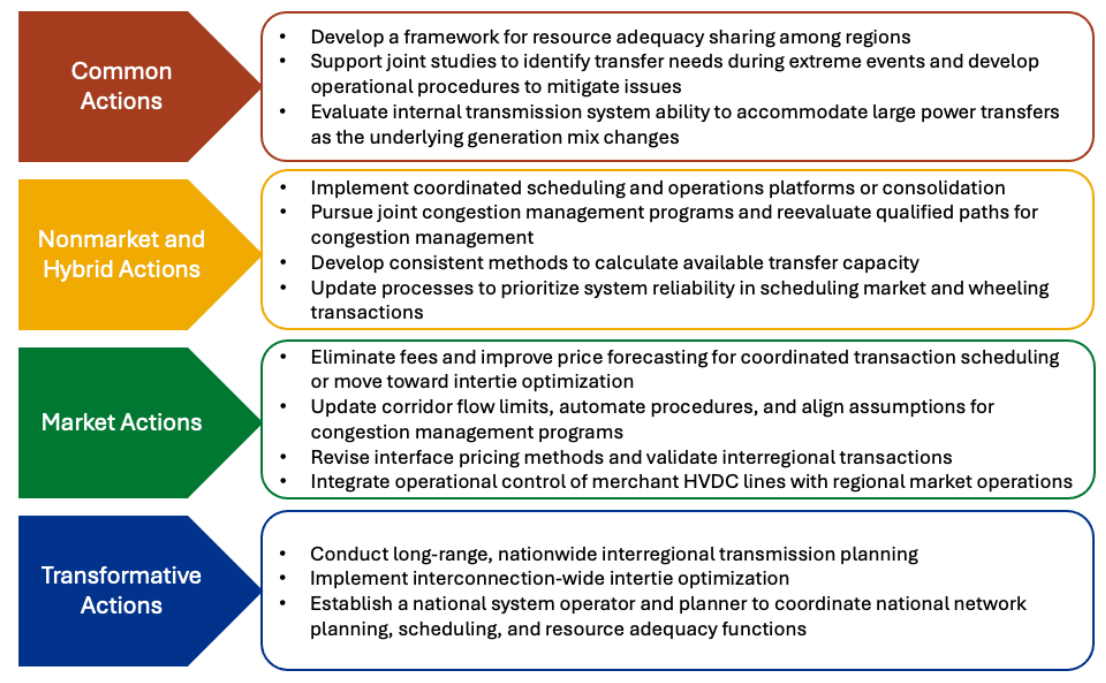 Common
Actions
• Develop a framework for resource adequacy sharing among regions
• Support joint studies to identify transfer needs during extreme events and develop
operational procedures to mitigate issues
• Evaluate internal transmission system ability to accommodate large power transfers
as the underlying generation mix changes
Nonmarket and
Hybrid Actions
• Implement coordinated scheduling and operations platforms or consolidation
• Pursue joint congestion management programs and reevaluate qualified paths for
congestion management
• Develop consistent methods to calculate available transfer capacity
• Update processes to prioritize system reliability in scheduling market and wheeling
transactions
Market Actions
• Eliminate fees and improve price forecasting for coordinated transaction scheduling
or move toward intertie optimization
• Update corridor flow limits, automate procedures, and align assumptions for
congestion management programs
• Revise interface pricing methods and validate interregional transactions
• Integrate operational control of merchant HVDC lines with regional market operations
Transformative
Actions
• Conduct long-range, nationwide interregional transmission planning
• Implement interconnection-wide intertie optimization
• Establish a national system operator and planner to coordinate national network
planning, scheduling, and resource adequacy functions